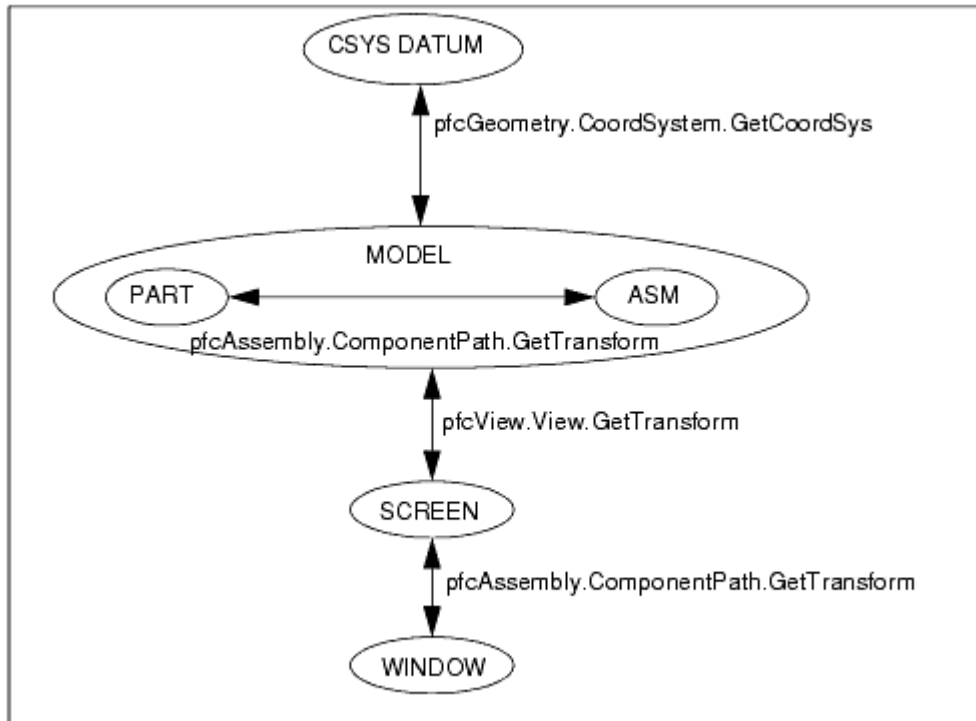 CSYS DATUM
pfcGeometry.CoordSystem.GetCoordSys
MODEL
PART
ASM
pfcAssembly.ComponentPath.GetTransform
pfcView.View.GetTransform
SCREEN
pfcAssembly.ComponentPath.GetTransform
WINDOW